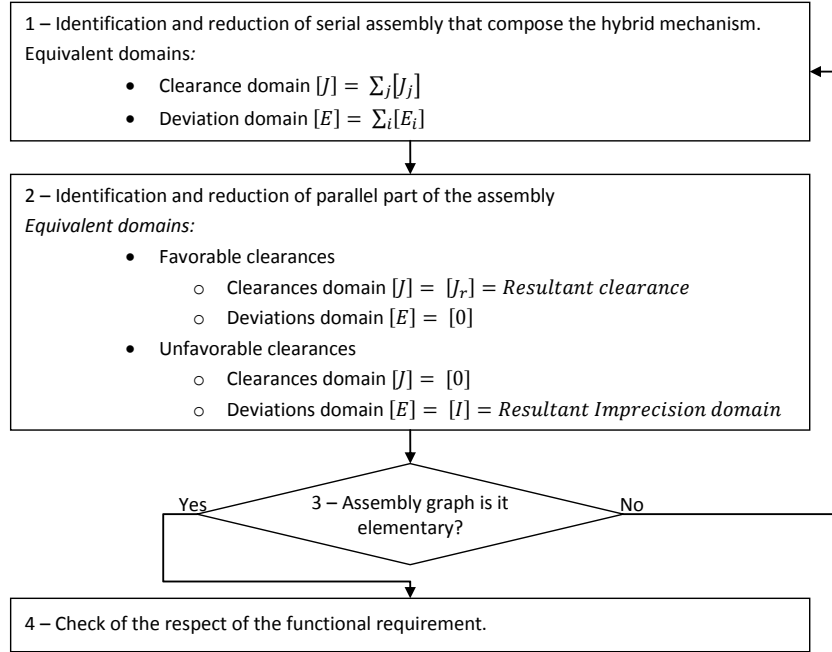 1 – Identification and reduction of serial assembly that compose the hybrid mechanism.
Equivalent domains:
• Clearance domain [J] = ∑ⱼ[Jⱼ]
• Deviation domain [E] = ∑ᵢ[Eᵢ]
2 – Identification and reduction of parallel part of the assembly
Equivalent domains:
• Favorable clearances
o Clearances domain [J] = [Jᵣ] = Resultant clearance
o Deviations domain [E] = [0]
• Unfavorable clearances
o Clearances domain [J] = [0]
o Deviations domain [E] = [I] = Resultant Imprecision domain
Yes
3 – Assembly graph is it
elementary?
No
4 – Check of the respect of the functional requirement.